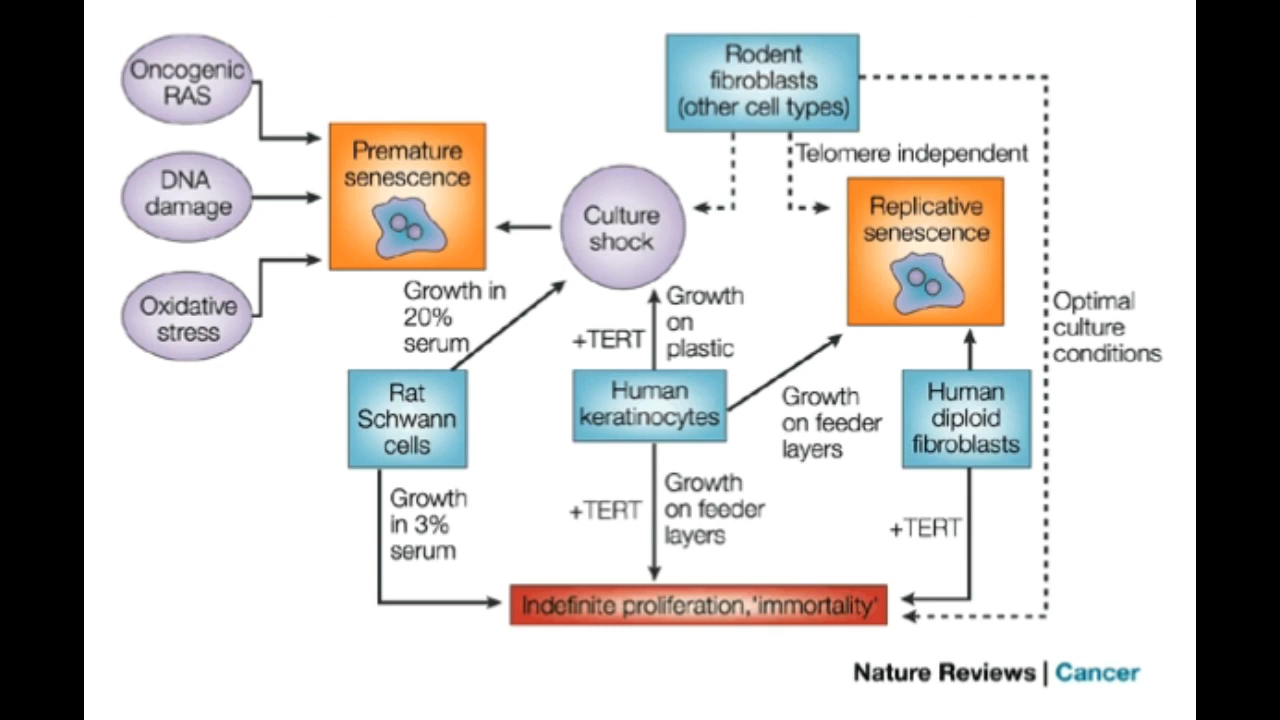 Oncogenic
RAS
DNA
damage
Oxidative
stress
Premature
senescence
Culture
shock
Rodent
fibroblasts
(other cell types)
Telomere independent
Replicative
senescence
Optimal
culture
conditions
Growth in
20%
serum
+TERT
Growth
on
plastic
Rat
Schwann
cells
Human
keratinocytes
Growth
on feeder
layers
Human
diploid
fibroblasts
Growth
in 3%
serum
+TERT
Growth
on feeder
layers
+TERT
Indefinite proliferation, 'immortality'
Nature Reviews | Cancer